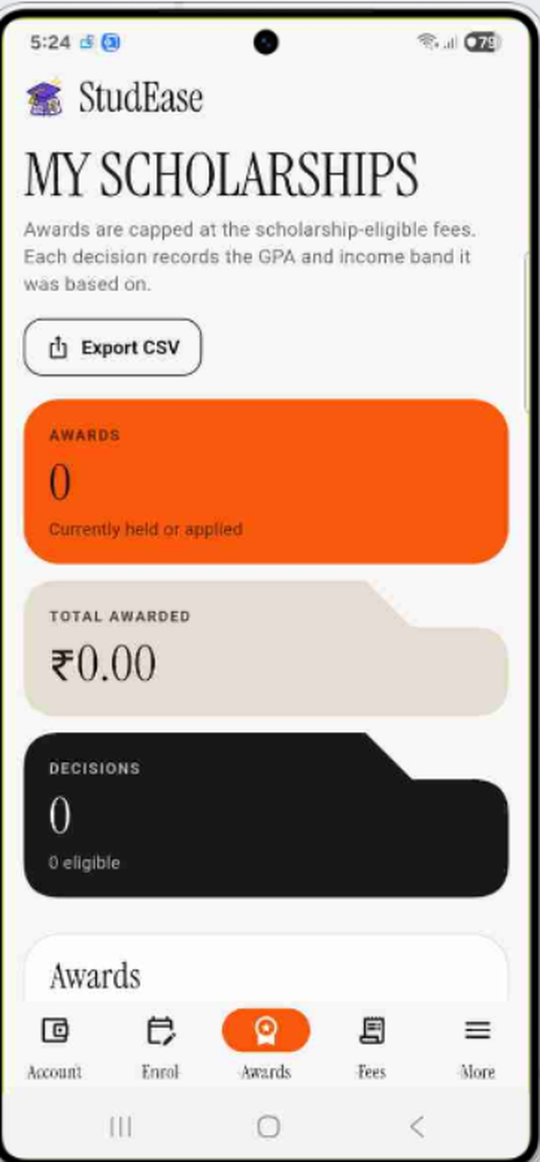 5:24
79
StudEase
MY SCHOLARSHIPS
Awards are capped at the scholarship-eligible fees.
Each decision records the GPA and income band it
was based on.
Export CSV
AWARDS
0
Currently held or applied
TOTAL AWARDED
₹0.00
DECISIONS
0
0 eligible
Awards
Account Enrol Awards Fees More